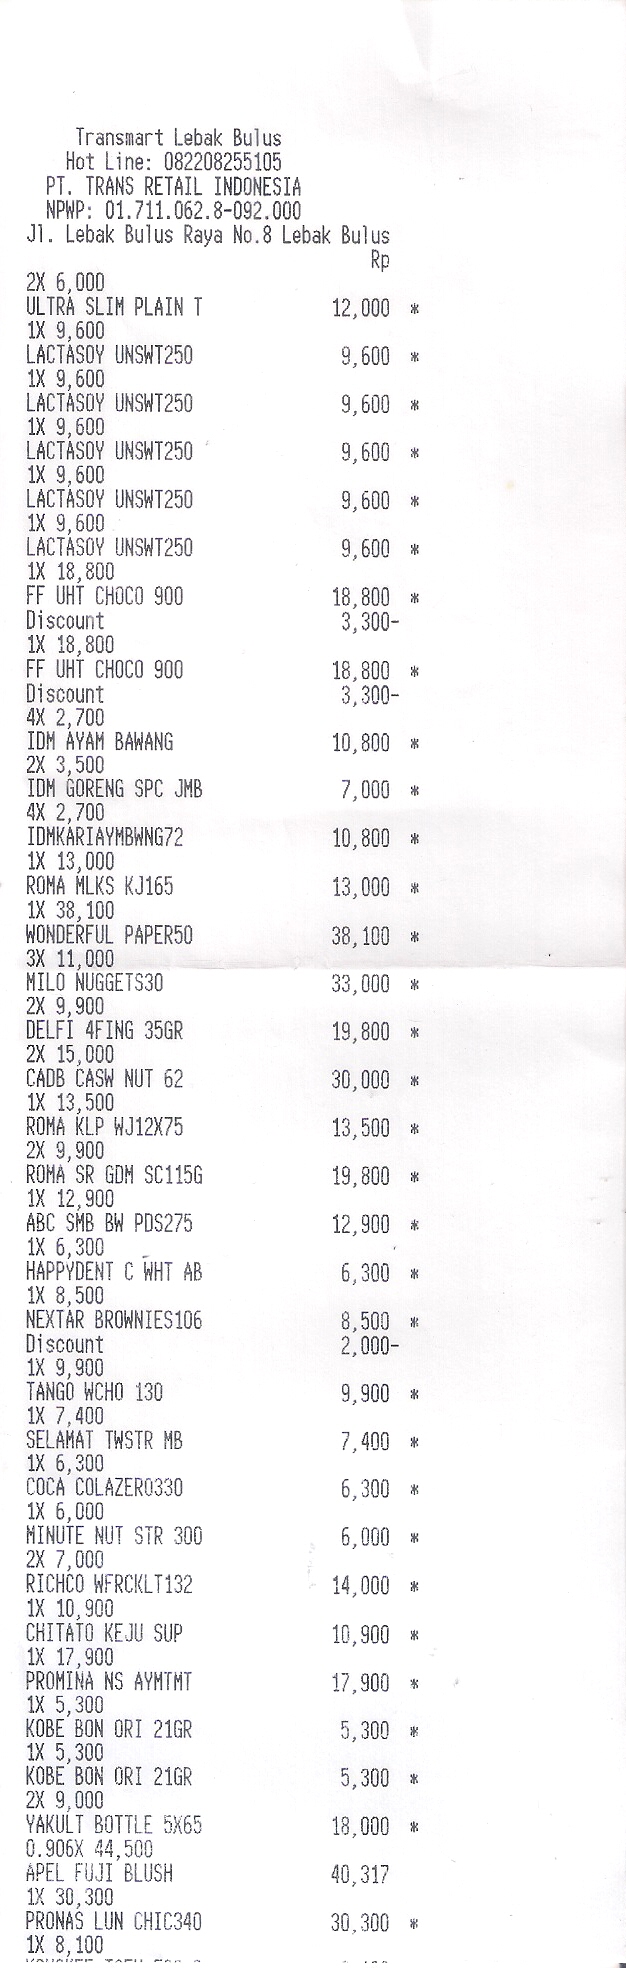 Transmart Lebak Bulus
Hot Line: 082208255105
PT. TRANS RETAIL INDONESIA
NPWP: 01.711.062.8-092.000
Jl. Lebak Bulus Raya No.8 Lebak Bulus
Rp
2X 6,000
ULTRA SLIM PLAIN T 12,000 *
1X 9,600
LACTASOY UNSWT250 9,600 *
1X 9,600
LACTASOY UNSWT250 9,600 *
1X 9,600
LACTASOY UNSWT250 9,600 *
1X 9,600
LACTASOY UNSWT250 9,600 *
1X 9,600
LACTASOY UNSWT250 9,600 *
1X 18,800
FF UHT CHOCO 900 18,800 *
Discount 3,300-
1X 18,800
FF UHT CHOCO 900 18,800 *
Discount 3,300-
4X 2,700
IDM AYAM BAWANG 10,800 *
2X 3,500
IDM GORENG SPC JMB 7,000 *
4X 2,700
IDMKARIAYMBWNG72 10,800 *
1X 13,000
ROMA MLKS KJ165 13,000 *
1X 38,100
WONDERFUL PAPER50 38,100 *
3X 11,000
MILO NUGGETS30 33,000 *
2X 9,900
DELFI 4FING 35GR 19,800 *
2X 15,000
CADB CASW NUT 62 30,000 *
1X 13,500
ROMA KLP WJ12X75 13,500 *
2X 9,900
ROMA SR GDM SC115G 19,800 *
1X 12,900
ABC SMB BW PDS275 12,900 *
1X 6,300
HAPPYDENT C WHT AB 6,300 *
1X 8,500
NEXTAR BROWNIES106 8,500 *
Discount 2,000-
1X 9,900
TANGO WCHO 130 9,900 *
1X 7,400
SELAMAT TWSTR MB 7,400 *
1X 6,300
COCA COLAZERO330 6,300 *
1X 6,000
MINUTE NUT STR 300 6,000 *
2X 7,000
RICHCO WFRCKLT132 14,000 *
1X 10,900
CHITATO KEJU SUP 10,900 *
1X 17,900
PROMINA NS AYMTMT 17,900 *
1X 5,300
KOBE BON ORI 21GR 5,300 *
1X 5,300
KOBE BON ORI 21GR 5,300 *
2X 9,000
YAKULT BOTTLE 5X65 18,000 *
0.906X 44,500
APEL FUJI BLUSH 40,317
1X 30,300
PRONAS LUN CHIC340 30,300 *
1X 8,100